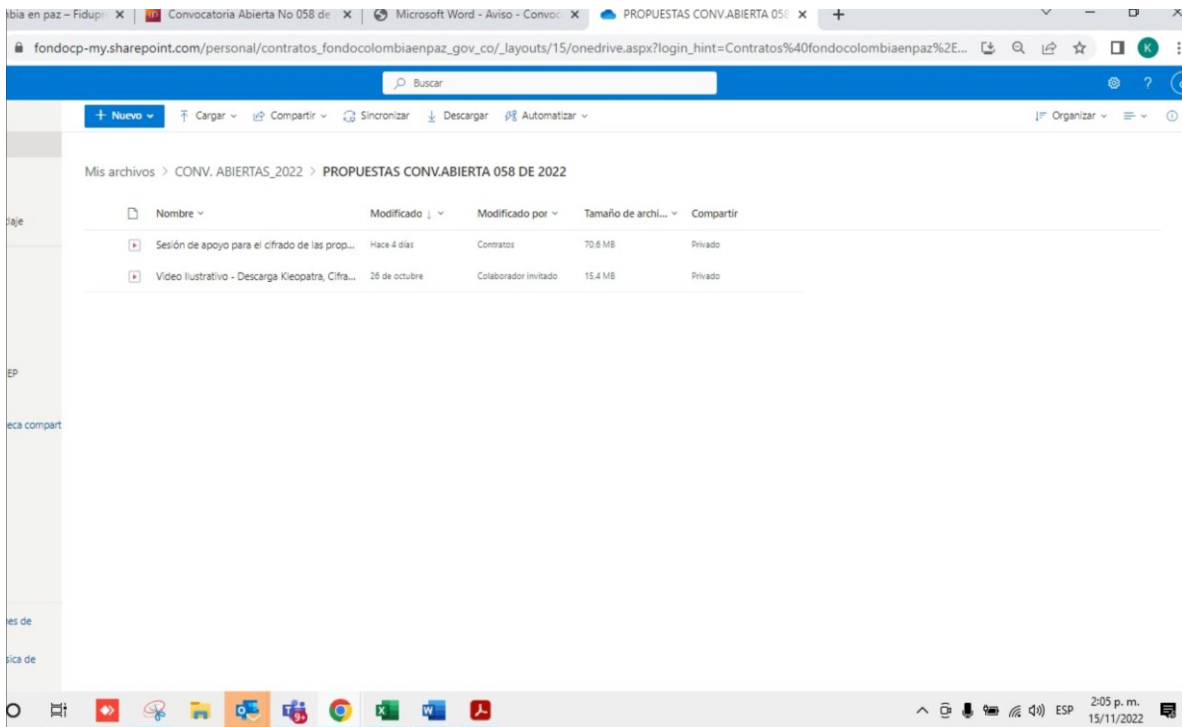 bia en paz – Fidupr X Convocatoria Abierta No 058 de X Microsoft Word - Aviso - Convoc. X PROPUESTAS CONV.ABIERTA 058 X +
fondocp-my.sharepoint.com/personal/contratos_fondocolombiaenpaz_gov_co/_layouts/15/onedrive.aspx?login_hint=Contratos%40fondocolombiaenpaz%2E... K
Buscar ?
+ Nuevo Cargar Compartir Sincronizar Descargar Automatizar Organizar
Mis archivos > CONV. ABIERTAS_2022 > PROPUESTAS CONV.ABIERTA 058 DE 2022
Nombre Modificado ↓ Modificado por Tamaño de archi... Compartir
daje
Sesión de apoyo para el cifrado de las prop... Hace 4 días Contratos 70.6 MB Privado
Video Ilustrativo - Descarga Kleopatra, Cifra... 26 de octubre Colaborador invitado 15.4 MB Privado
EP
eca compart
es de
sica de
9+ ESP 2:05 p. m.
15/11/2022